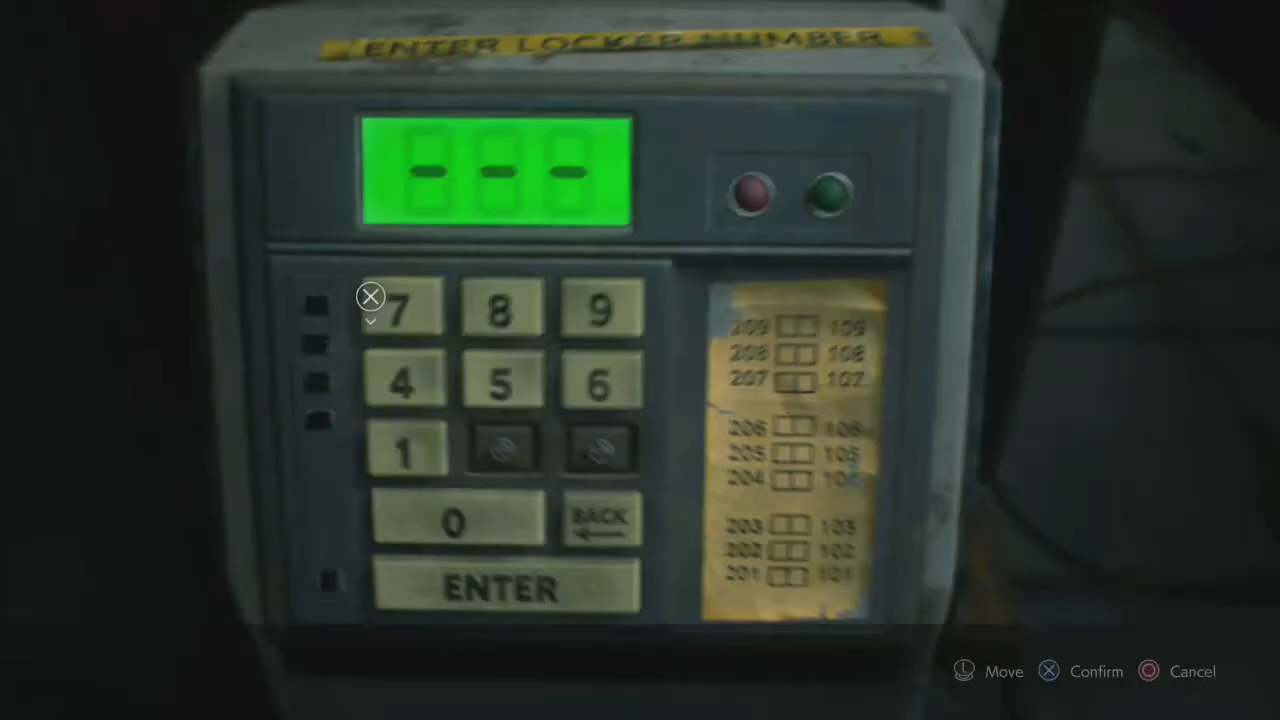 ENTER LOCKER NUMBER
7 8 9
4 5 6
1
0 BACK
ENTER
209 109
208 108
207 107
206 106
205 105
204
203 103
202 102
201 101
Move Confirm Cancel